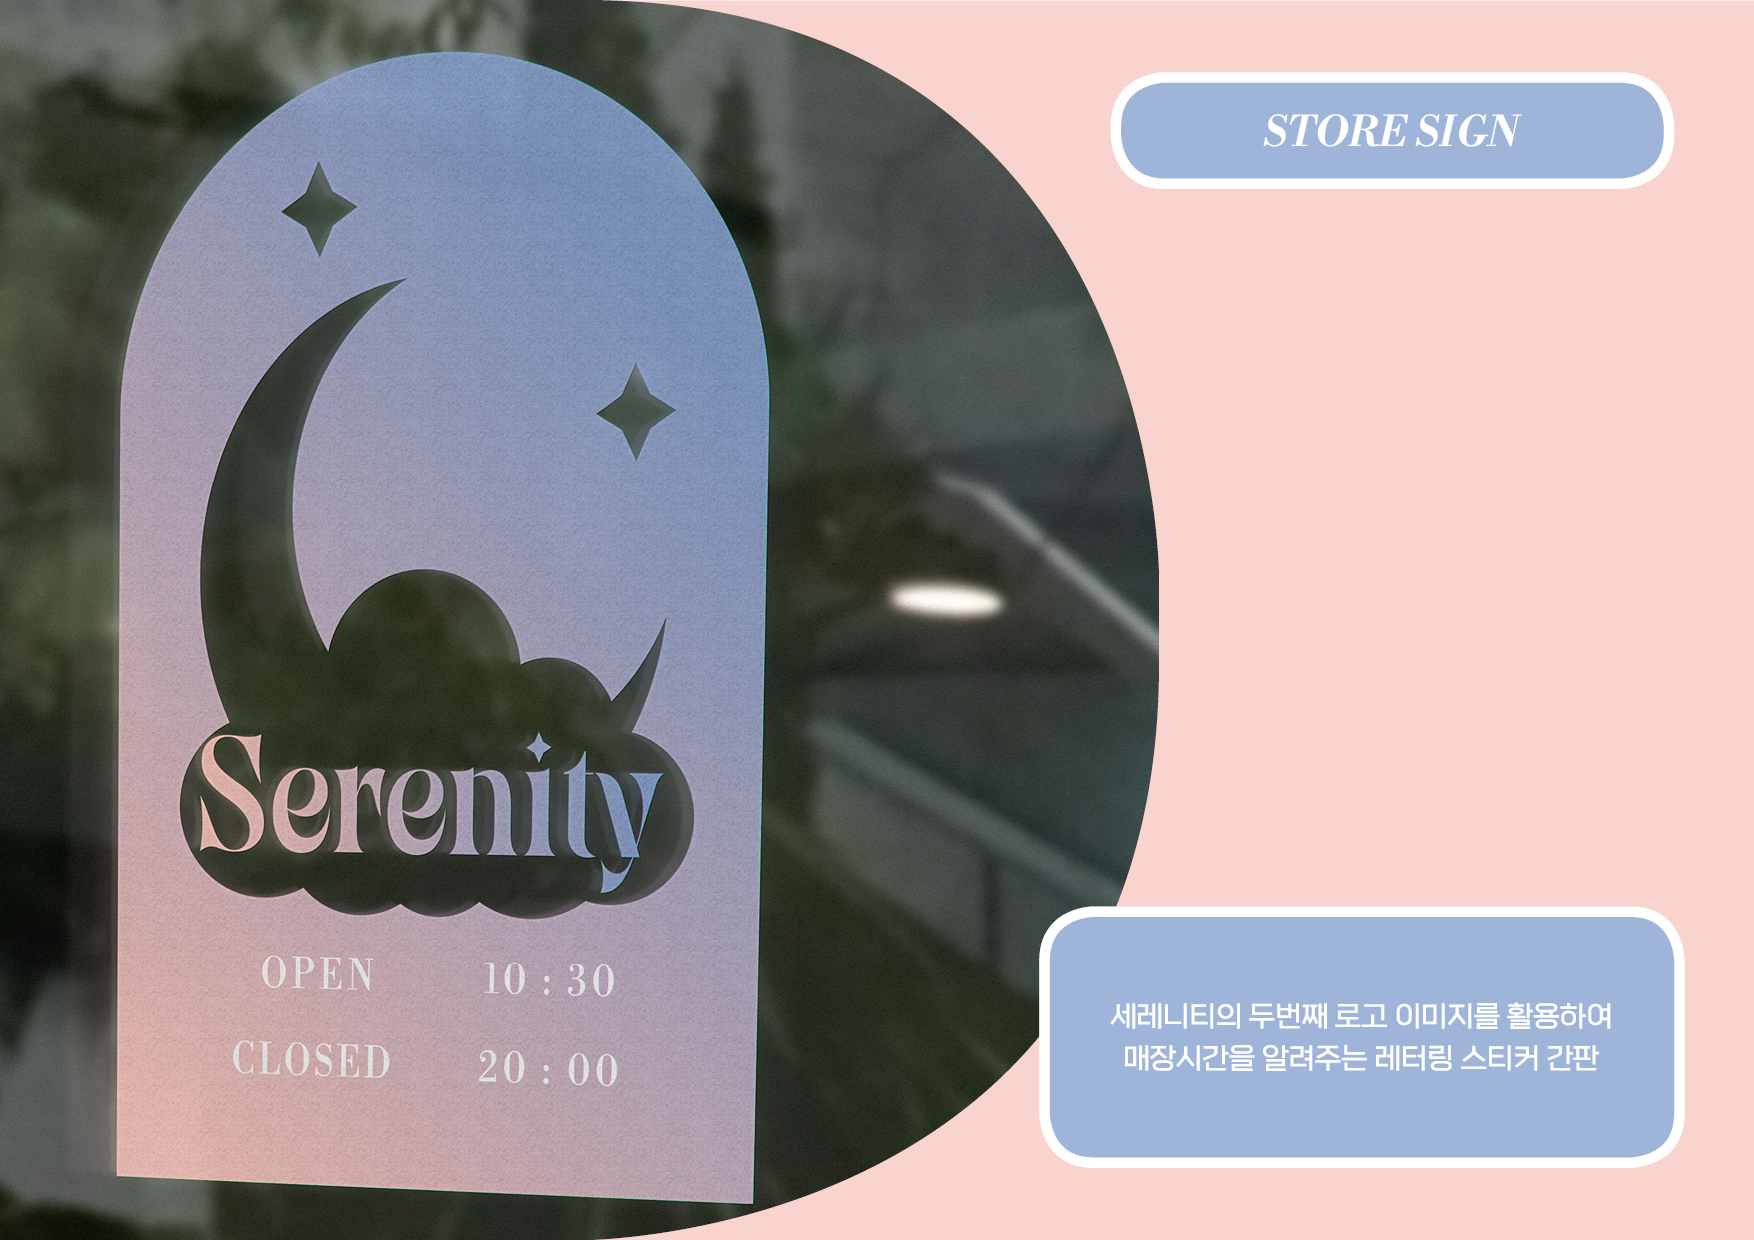 STORE SIGN
Serenity
OPEN 10 : 30
CLOSED 20 : 00
세레니티의 두번째 로고 이미지를 활용하여
매장시간을 알려주는 레터링 스티커 간판